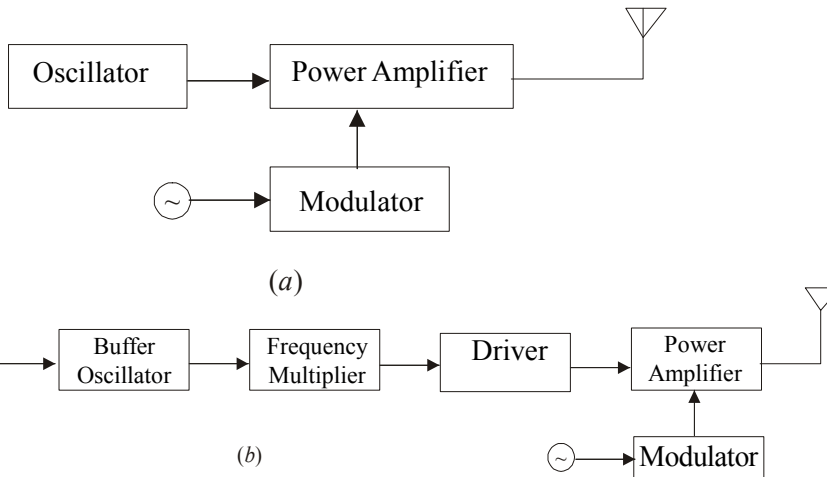 Oscillator
Power Amplifier
~
Modulator
(a)
Buffer
Oscillator
Frequency
Multiplier
Driver
Power
Amplifier
(b)
~
Modulator